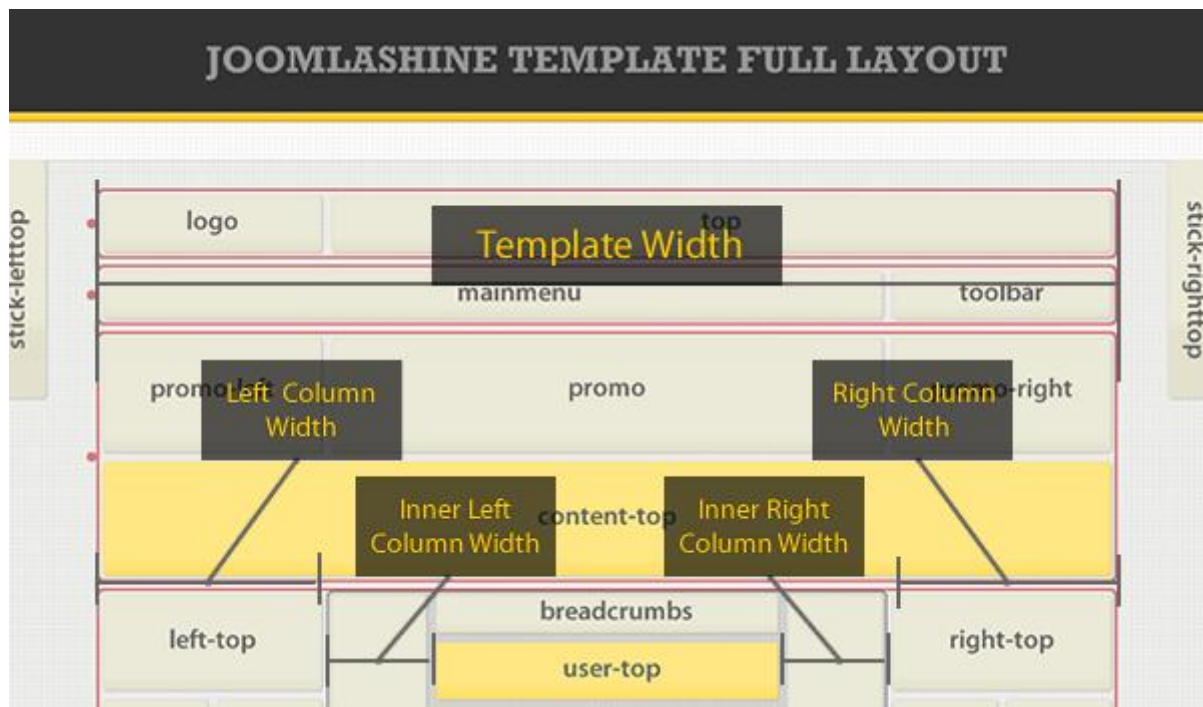 JOOMLASHINE TEMPLATE FULL LAYOUT
stick-lefttop
stick-righttop
logo
top
Template Width
mainmenu
toolbar
promo-left
promo
promo-right
Left Column
Width
Right Column
Width
content-top
Inner Left
Column Width
Inner Right
Column Width
breadcrumbs
left-top
right-top
user-top